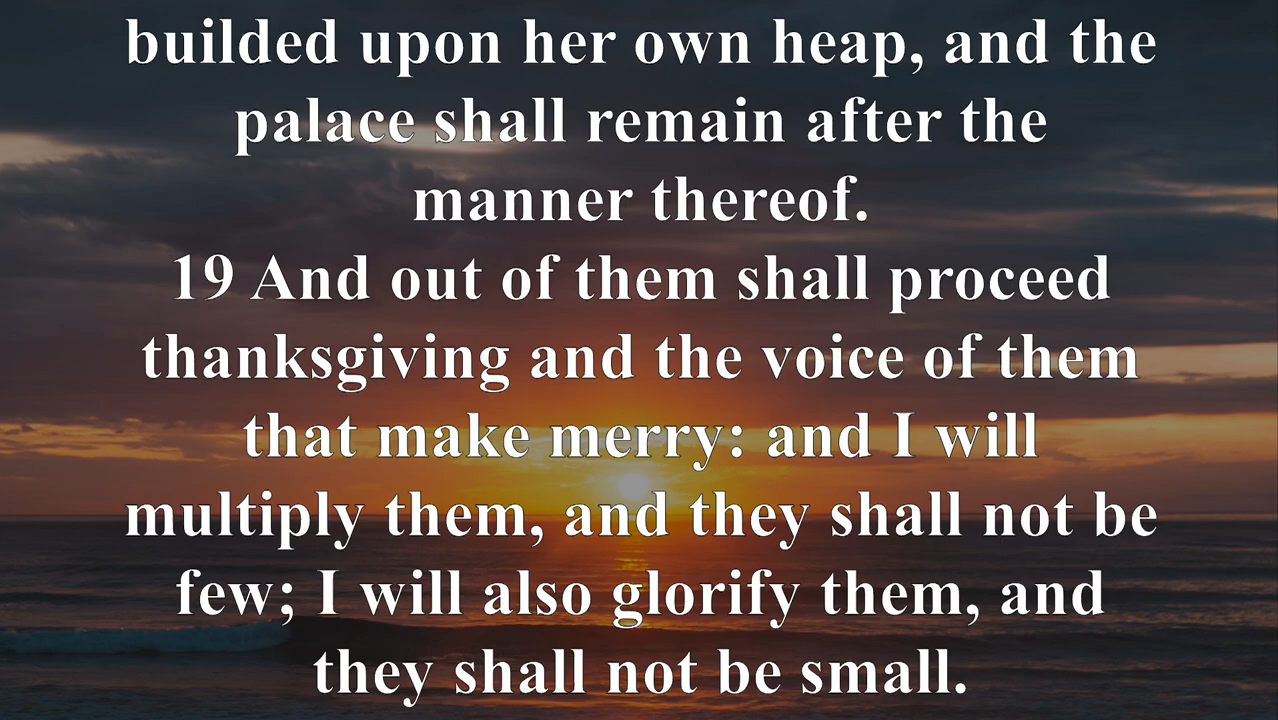 builded upon her own heap, and the
palace shall remain after the
manner thereof.
19 And out of them shall proceed
thanksgiving and the voice of them
that make merry: and I will
multiply them, and they shall not be
few; I will also glorify them, and
they shall not be small.